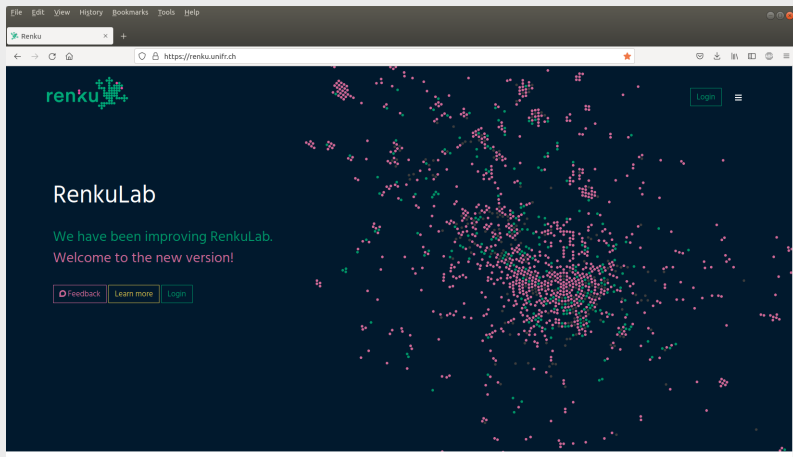 File Edit View History Bookmarks Tools Help
Renku
https://renku.unifr.ch
renku
Login
RenkuLab
We have been improving RenkuLab.
Welcome to the new version!
Feedback Learn more Login